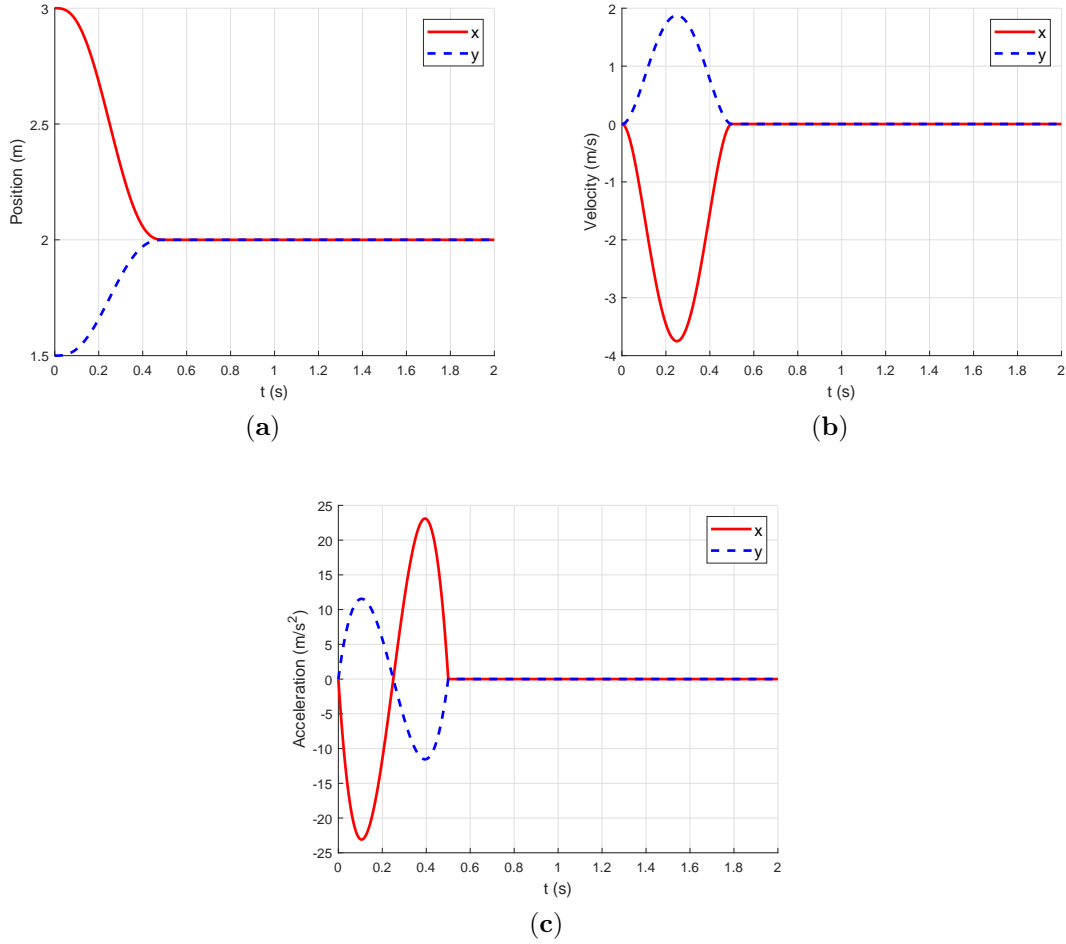 Position (m)
3
2.5
2
1.5
x
y
0 0.2 0.4 0.6 0.8 1 1.2 1.4 1.6 1.8 2
t (s)
(a)
Velocity (m/s)
2
1
0
-1
-2
-3
-4
x
y
0 0.2 0.4 0.6 0.8 1 1.2 1.4 1.6 1.8 2
t (s)
(b)
Acceleration (m/s²)
25
20
15
10
5
0
-5
-10
-15
-20
-25
x
y
0 0.2 0.4 0.6 0.8 1 1.2 1.4 1.6 1.8 2
t (s)
(c)